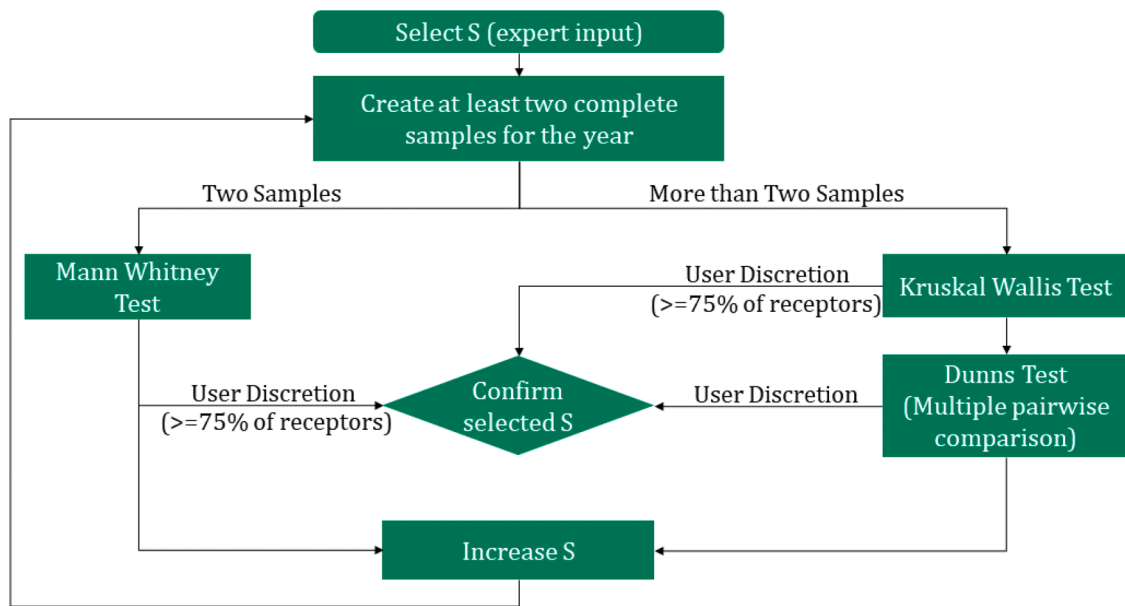 Select S (expert input)
Create at least two complete
samples for the year
Two Samples
More than Two Samples
Mann Whitney
Test
User Discretion
(>=75% of receptors)
Kruskal Wallis Test
User Discretion
(>=75% of receptors)
Confirm
selected S
User Discretion
Dunns Test
(Multiple pairwise
comparison)
Increase S